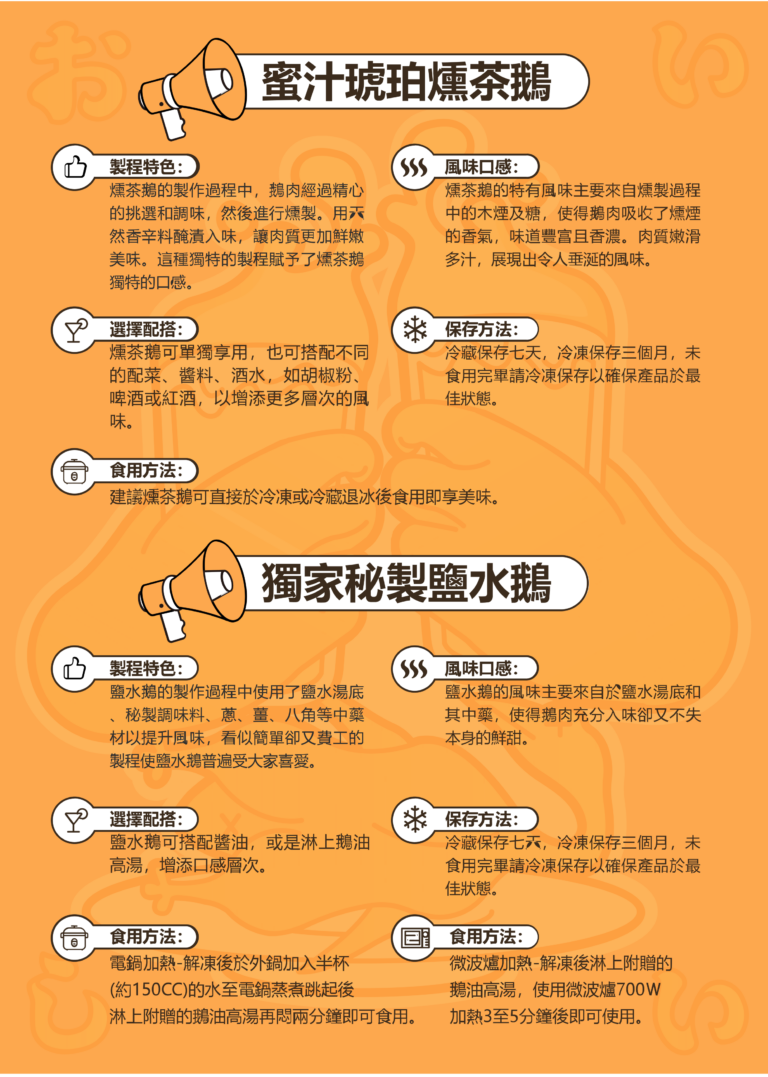 お
い
蜜汁琥珀燻茶鵝
製程特色：
燻茶鵝的製作過程中，鵝肉經過精心
的挑選和調味，然後進行燻製。用天
然香辛料醃漬入味，讓肉質更加鮮嫩
美味。這種獨特的製程賦予了燻茶鵝
獨特的口感。
風味口感：
燻茶鵝的特有風味主要來自燻製過程
中的木煙及糖，使得鵝肉吸收了燻煙
的香氣，味道豐富且香濃。肉質嫩滑
多汁，展現出令人垂涎的風味。
選擇配搭：
燻茶鵝可單獨享用，也可搭配不同
的配菜、醬料、酒水，如胡椒粉、
啤酒或紅酒，以增添更多層次的風
味。
保存方法：
冷藏保存七天，冷凍保存三個月，未
食用完畢請冷凍保存以確保產品於最
佳狀態。
食用方法：
建議燻茶鵝可直接於冷凍或冷藏退冰後食用即享美味。
獨家秘製鹽水鵝
製程特色：
鹽水鵝的製作過程中使用了鹽水湯底
、秘製調味料、蔥、薑、八角等中藥
材以提升風味，看似簡單卻又費工的
製程使鹽水鵝普遍受大家喜愛。
風味口感：
鹽水鵝的風味主要來自於鹽水湯底和
其中藥，使得鵝肉充分入味卻又不失
本身的鮮甜。
選擇配搭：
鹽水鵝可搭配醬油，或是淋上鵝油
高湯，增添口感層次。
保存方法：
冷藏保存七天，冷凍保存三個月，未
食用完畢請冷凍保存以確保產品於最
佳狀態。
食用方法：
電鍋加熱-解凍後於外鍋加入半杯
(約150CC)的水至電鍋蒸煮跳起後
淋上附贈的鵝油高湯再悶兩分鐘即可食用。
食用方法：
微波爐加熱-解凍後淋上附贈的
鵝油高湯，使用微波爐700W
加熱3至5分鐘後即可使用。
し
い